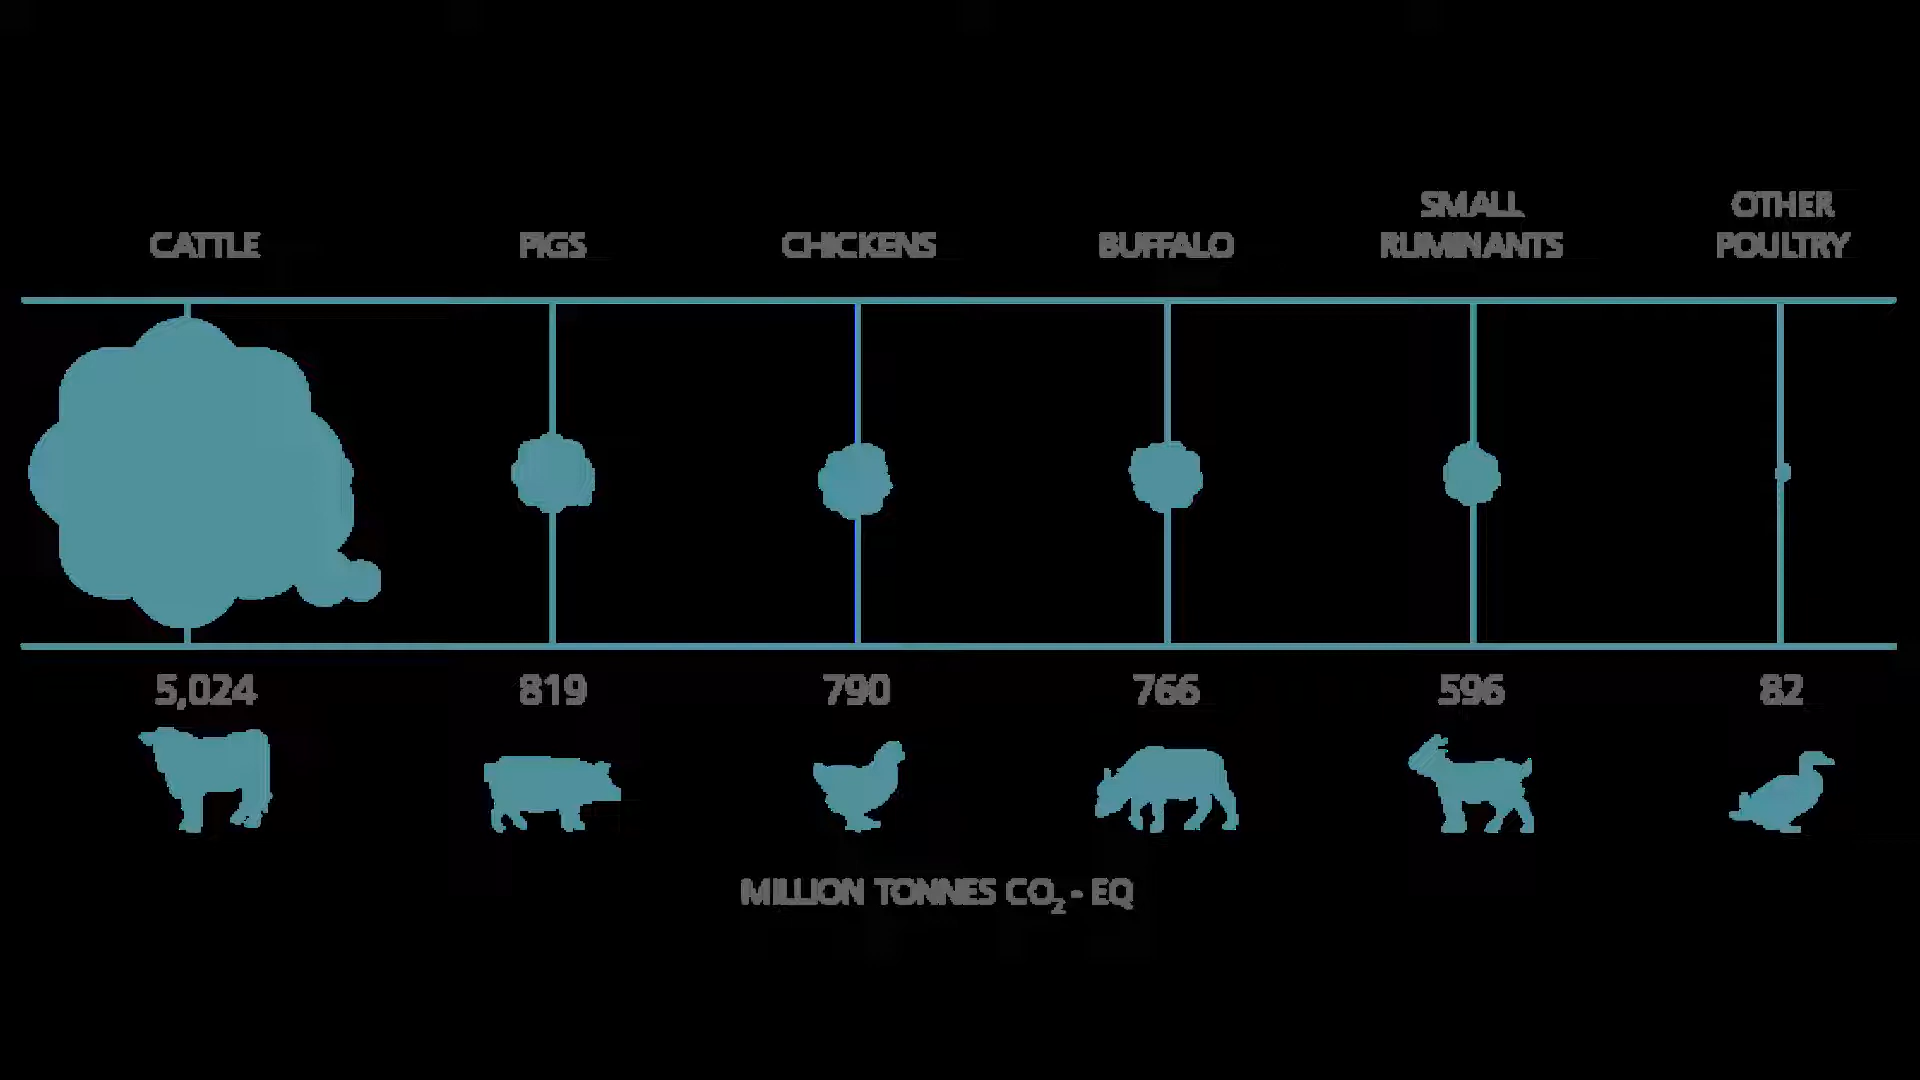 CATTLE
PIGS
CHICKENS
BUFFALO
SMALL
RUMINANTS
OTHER
POULTRY
5,024
819
790
766
596
82
MILLION TONNES CO₂ - EQ